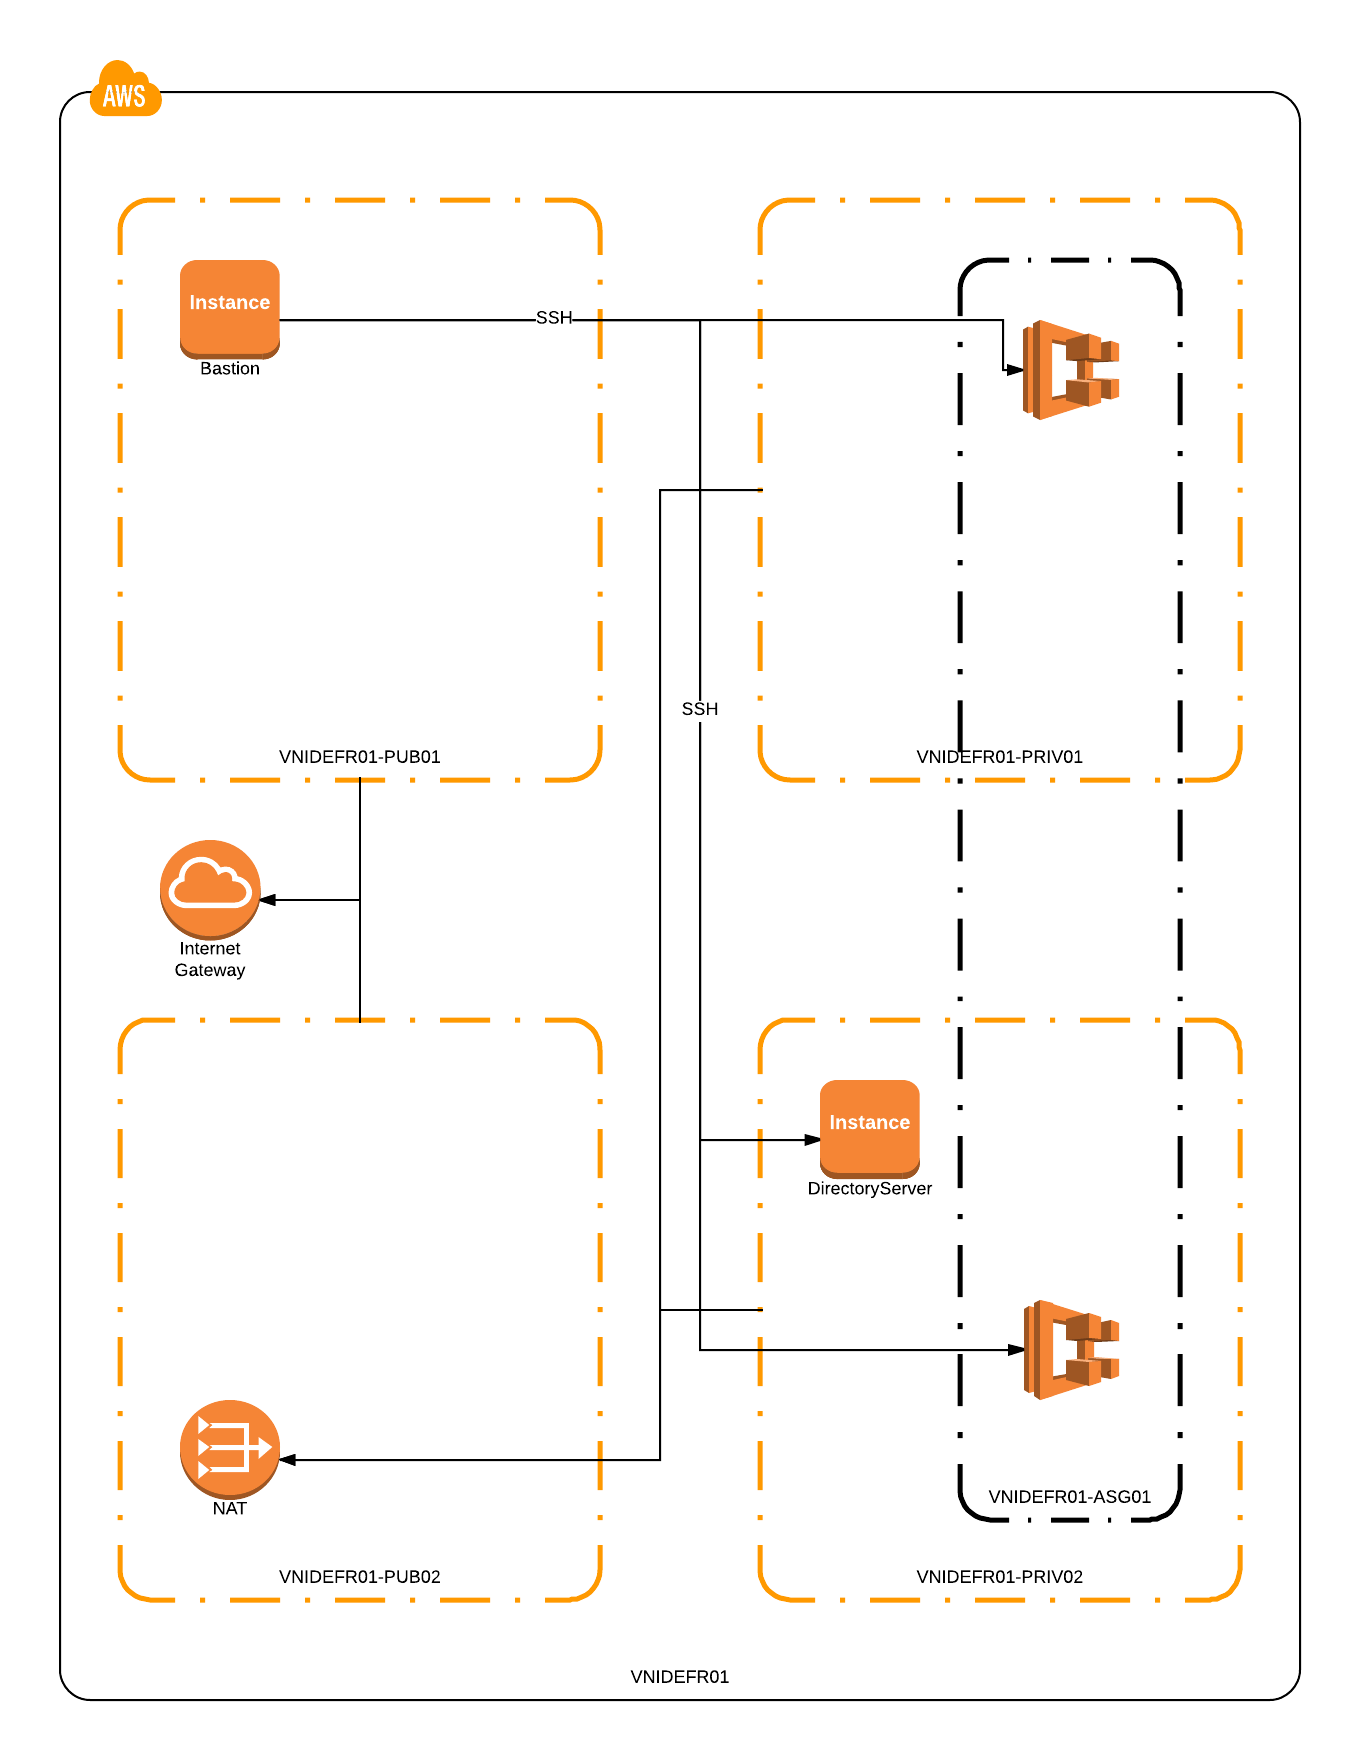 AWS
Instance
Bastion
SSH
SSH
VNIDEFR01-PUB01
VNIDEFR01-PRIV01
Internet
Gateway
Instance
DirectoryServer
NAT
VNIDEFR01-ASG01
VNIDEFR01-PUB02
VNIDEFR01-PRIV02
VNIDEFR01